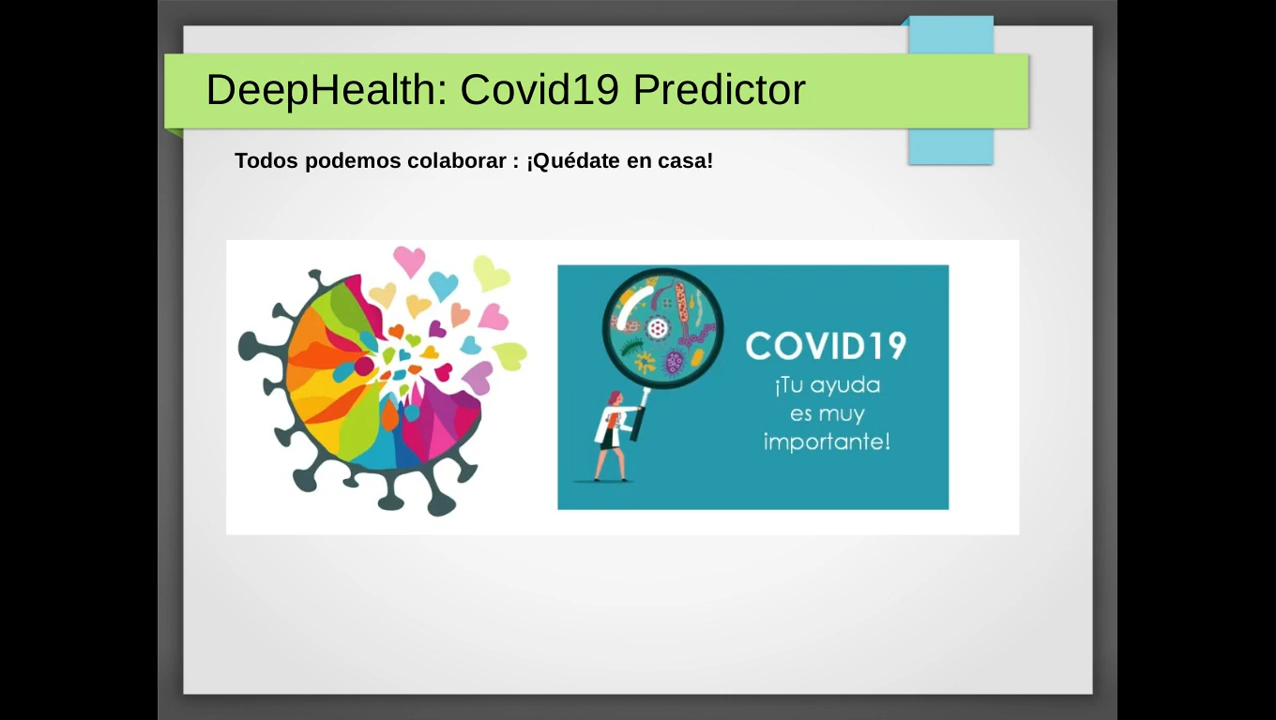 DeepHealth: Covid19 Predictor
Todos podemos colaborar : ¡Quédate en casa!
COVID19
¡Tu ayuda
es muy
importante!